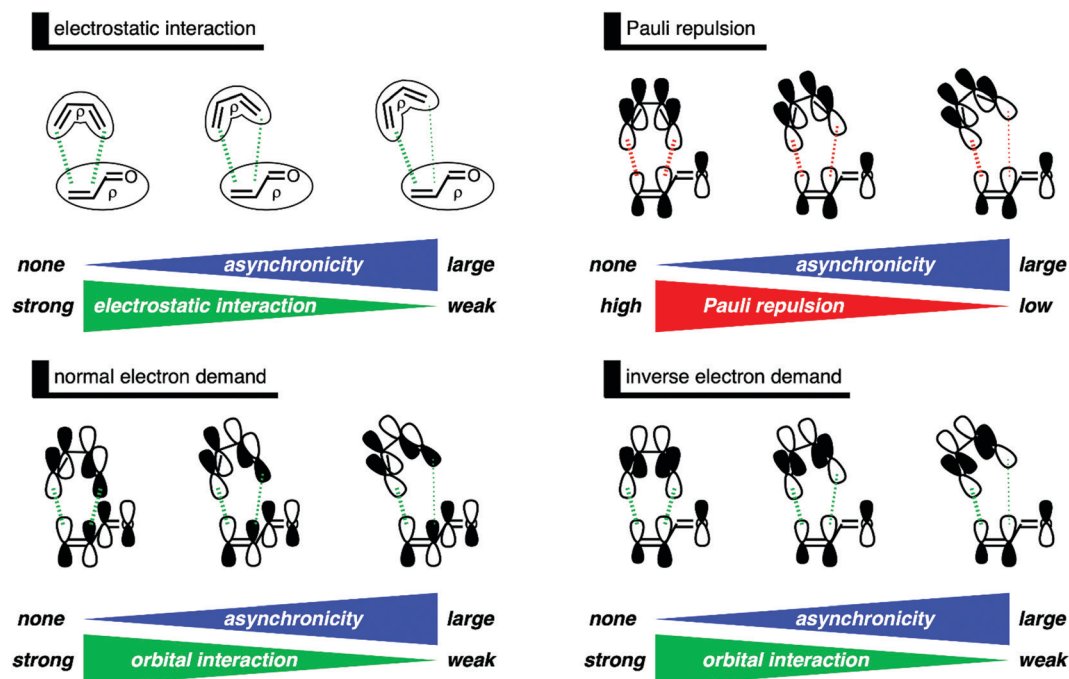 electrostatic interaction
ρ ρ ρ
O O O
ρ ρ ρ
none asynchronicity large
strong electrostatic interaction weak
Pauli repulsion
none asynchronicity large
high Pauli repulsion low
normal electron demand
none asynchronicity large
strong orbital interaction weak
inverse electron demand
none asynchronicity large
strong orbital interaction weak